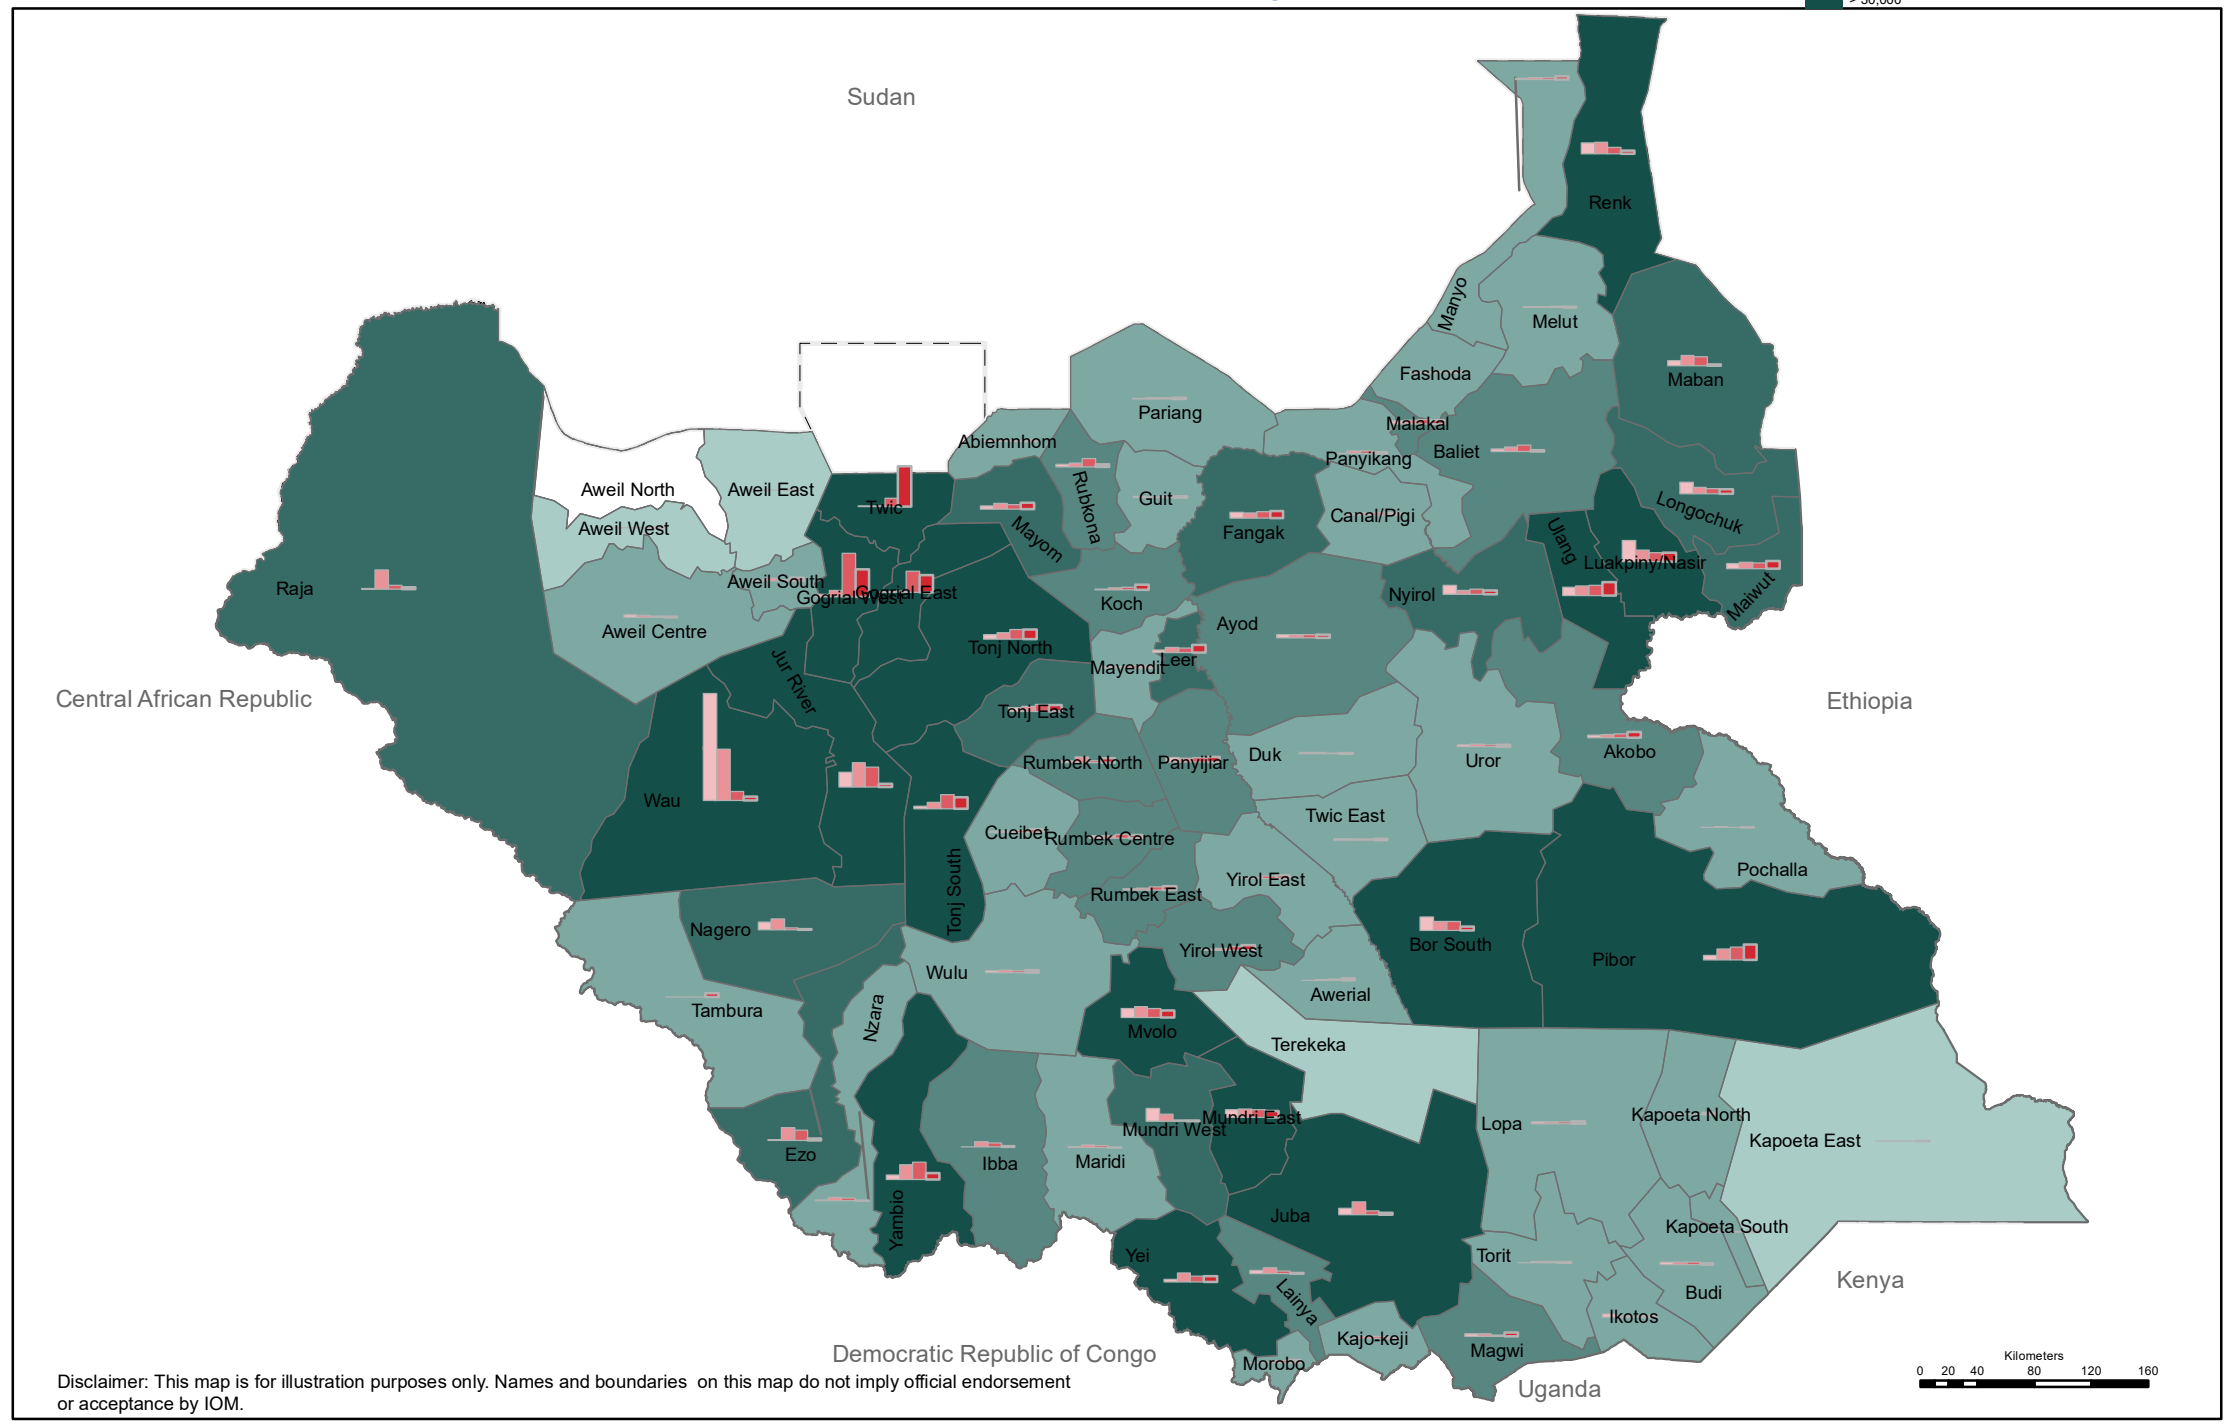 Sudan
Renk
Manyo
Melut
Maban
Fashoda
Pariang
Malakal
Abiemnhom
Baliet
Panyikang
Aweil North
Aweil East
Twic
Rubkona
Guit
Longochuk
Canal/Pigi
Aweil West
Mayom
Fangak
Ulang
Luakpiny/Nasir
Aweil South
Raja
Gogrial West
Gogrial East
Koch
Nyirol
Maiwut
Aweil Centre
Ayod
Tonj North
Jur River
Mayendit
Leer
Central African Republic
Ethiopia
Tonj East
Rumbek North
Panyijiar
Duk
Uror
Akobo
Wau
Twic East
Cueibet
Rumbek Centre
Pochalla
Tonj South
Rumbek East
Yirol East
Nagero
Yirol West
Bor South
Pibor
Wulu
Awerial
Tambura
Nzara
Mvolo
Terekeka
Lopa
Kapoeta North
Mundri East
Mundri West
Kapoeta East
Ezo
Ibba
Maridi
Yambio
Juba
Kapoeta South
Yei
Torit
Kenya
Lainya
Budi
Ikotos
Kajo-keji
Magwi
Morobo
Democratic Republic of Congo
Uganda
Kilometers
0 20 40 80 120 160
Disclaimer: This map is for illustration purposes only. Names and boundaries on this map do not imply official endorsement
or acceptance by IOM.